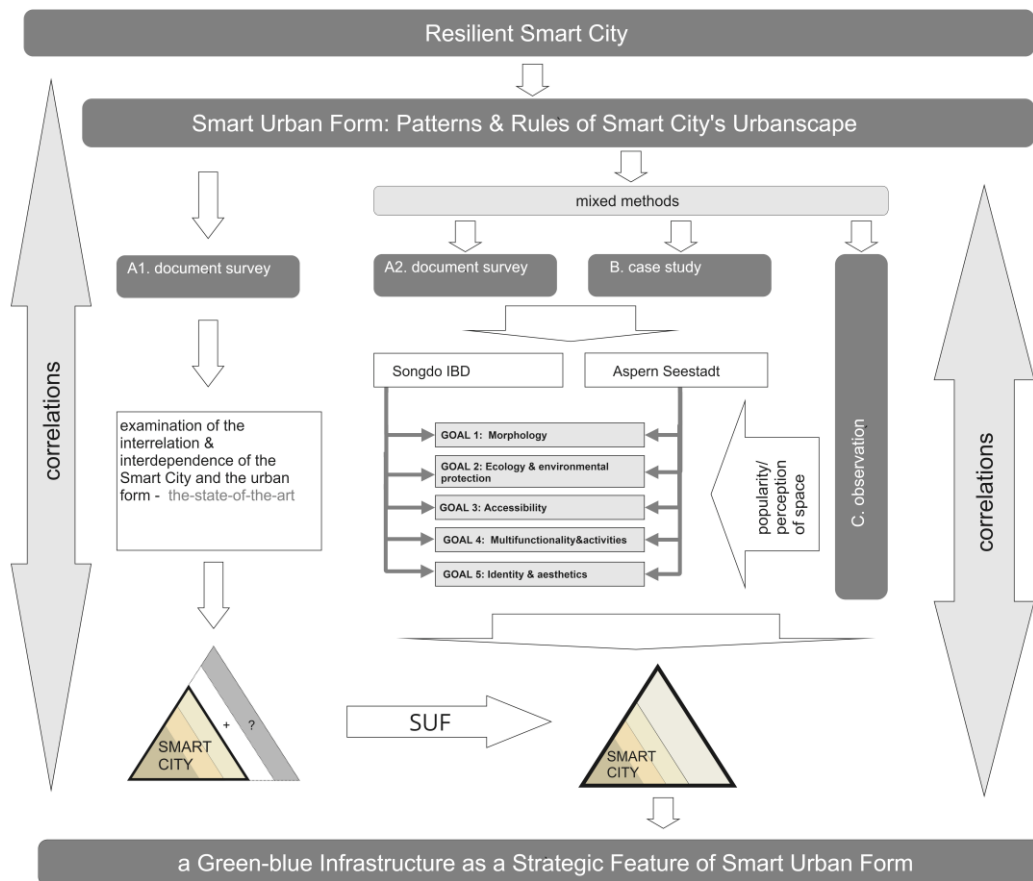 Resilient Smart City
Smart Urban Form: Patterns & Rules of Smart City's Urbanscape
mixed methods
A1. document survey
A2. document survey
B. case study
correlations
Songdo IBD
Aspern Seestadt
examination of the
interrelation &
interdependence of the
Smart City and the urban
form - the-state-of-the-art
GOAL 1: Morphology
GOAL 2: Ecology & environmental
protection
GOAL 3: Accessibility
GOAL 4: Multifunctionality&activities
GOAL 5: Identity & aesthetics
popularity/
perception
of space
C. observation
correlations
SMART
CITY
+
?
SUF
SMART
CITY
a Green-blue Infrastructure as a Strategic Feature of Smart Urban Form